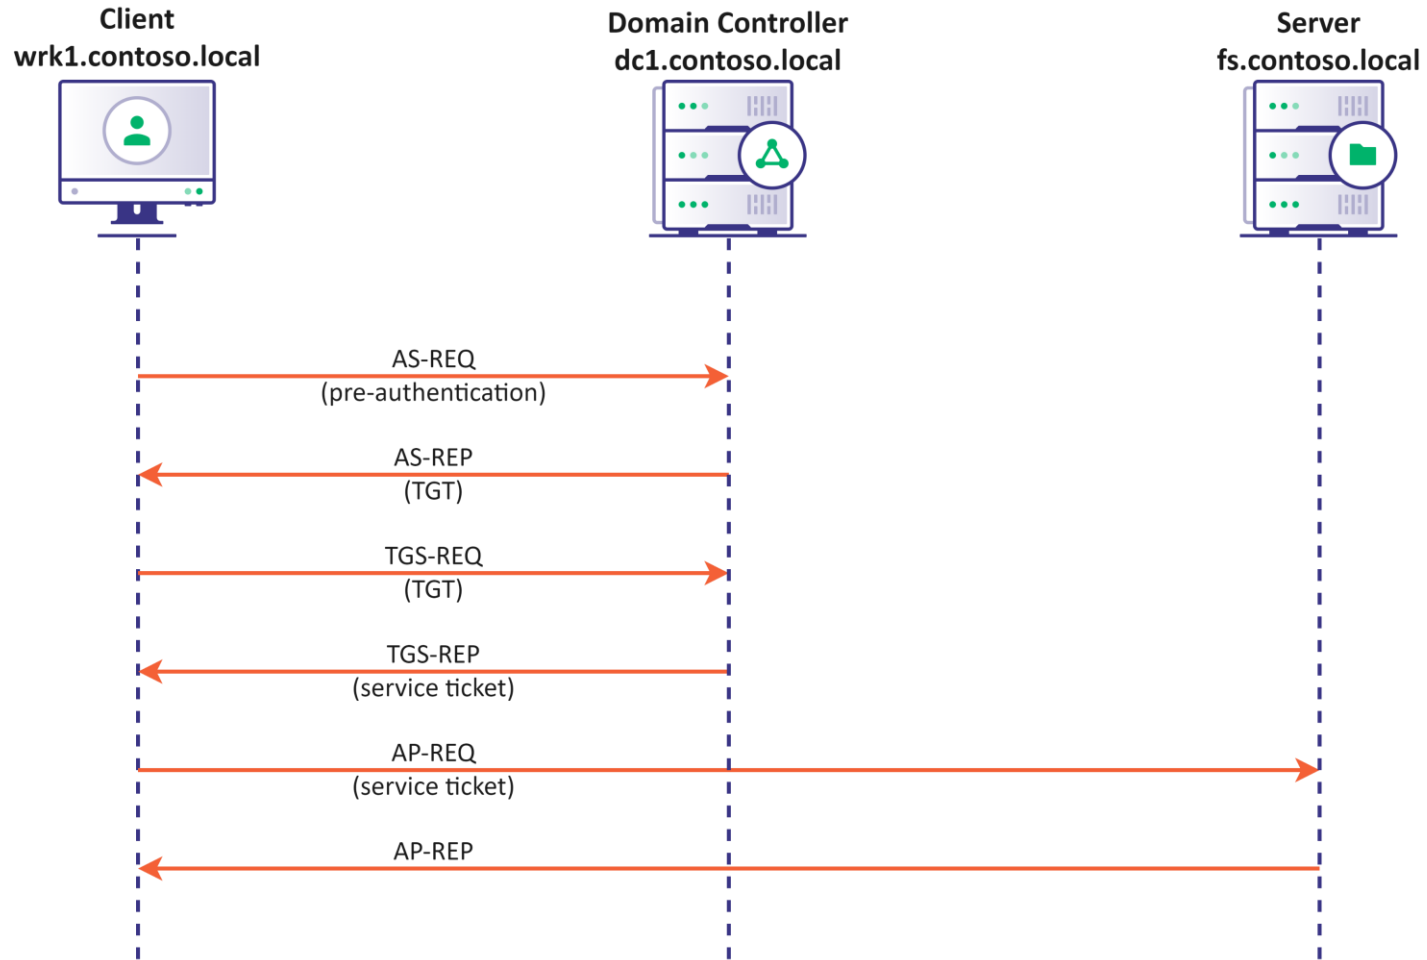 Client
wrk1.contoso.local
Domain Controller
dc1.contoso.local
Server
fs.contoso.local
AS-REQ
(pre-authentication)
AS-REP
(TGT)
TGS-REQ
(TGT)
TGS-REP
(service ticket)
AP-REQ
(service ticket)
AP-REP